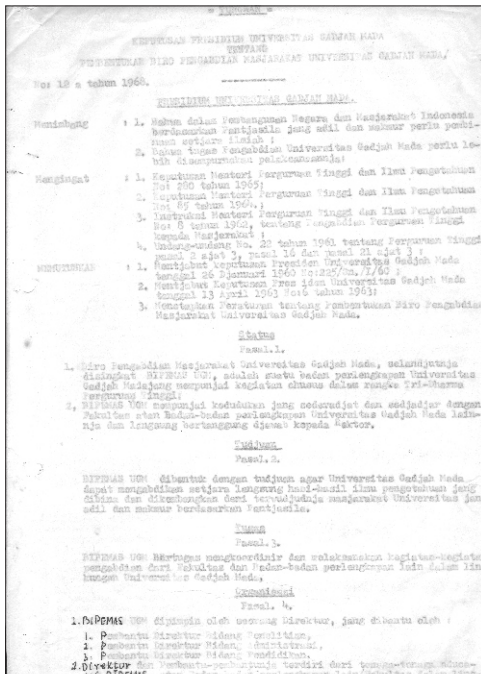 = TURUNAN =
KEPUTUSAN PRESIDIUM UNIVERSITAS GADJAH MADA
TENTANG
PEMBENTUKAN BIRO PENGABDIAN MASJARAKAT UNIVERSITAS GADJAH MADA,
No: 12 a tahun 1968.
PRESIDIUM UNIVERSITAS GADJAH MADA.
Menimbang : 1. Bahwa dalam Pembangunan Negara dan Masjarakat Indonesia
berdasarkan Pantjasila jang adil dan makmur perlu pembi-
naan setjara ilmiah ;
2. Bahwa tugas Pengabdian Universitas Gadjah Mada perlu le-
bih disempurnakan pelaksanaannja;
Mengingat : 1. Keputusan Menteri Perguruan Tinggi dan Ilmu Pengetahuan
No: 280 tahun 1965;
2. Keputusan Menteri Perguruan Tinggi dan Ilmu Pengetahuan
No: 85 tahun 1964,;
3. Instruksi Menteri Perguruan Tinggi dan Ilmu Pengetahuan
No: 8 tahun 1962, tentang Pengabdian Perguruan Tinggi
kepada Masjarakat ;
4. Undang-undang No. 22 tahun 1961 tentang Perguruan Tinggi
pasal 2 ajat 3, pasal 16 dan pasal 21 ajat 3 ;
MEMUTUSKAN : 1. Mentjabut keputusan Presiden Universitas Gadjah Mada
tanggal 26 Djanuari 1960 No:225/Um./I/60 ;
2. Mentjabut Keputusan Presiden Universitas Gadjah Mada
tanggal 13 April 1963 No:6 tahun 1963;
3. Menetapkan Peraturan tentang Pembentukan Biro Pengabdian
Masjarakat Universitas Gadjah Mada.
Status
Pasal.1.
1. Biro Pengabdian Masjarakat Universitas Gadjah Mada, selandjutnja
disingkat BIPEMAS UGM, adalah suatu badan perlengkapan Universitas
Gadjah Madajang mempunjai kegiatan chusus dalam rangka Tri-Dharma
Perguruan Tinggi;
2. BIPEMAS UGM mempunjai kedudukan jang sederadjat dan sedjadjar dengan
Fakultas atau Badan-badan perlengkapan Universitas Gadjah Mada lain-
nja dan langsung bertanggung djawab kepada Rektor.
Tudjuan
Pasal.2.
BIPEMAS UGM dibentuk dengan tudjuan agar Universitas Gadjah Mada
dapat mengabdikan setjara langsung hasil-hasil ilmu pengetahuan jang
dibina dan dikembangkan demi terwudjudnja masjarakat Universitas jang
adil dan makmur berdasarkan Pantjasila.
Tugas
Pasal.3.
BIPEMAS UGM Bertugas mengkoordinir dan melaksanakan kegiatan-kegiatan
pengabdian dari Fakultas dan Badan-badan perlengkapan lain dalam ling
kungan Universitas Gadjah Mada,
Organisasi
Pasal. 4.
1. BIPEMAS UGM dipimpin oleh seorang Direktur, jang dibantu oleh :
1. Pembantu Direktur Bidang Penelitian,
2. Pembantu Direktur Bidang Administrasi,
3. Pembantu Direktur Bidang Pendidikan.
2. Direktur dan Pembantu-pembantunja terdiri dari tenaga-tenaga